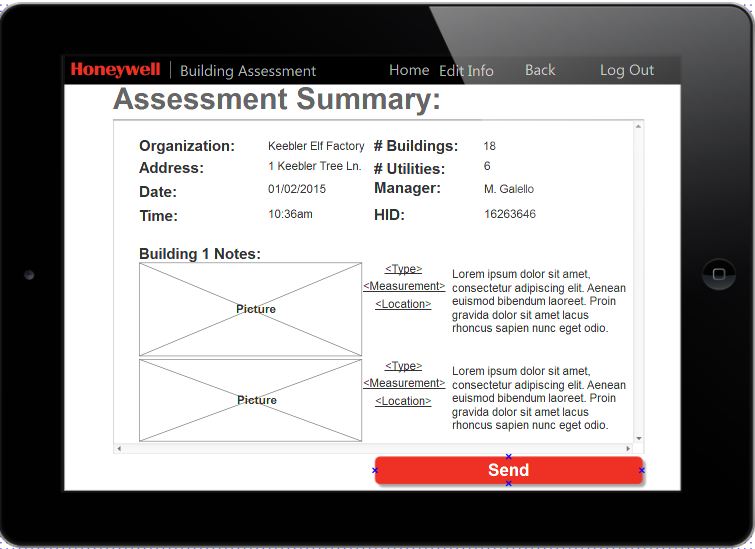 Honeywell Building Assessment Home Edit Info Back Log Out
Assessment Summary:
Organization: Keebler Elf Factory # Buildings: 18
Address: 1 Keebler Tree Ln. # Utilities: 6
Date: 01/02/2015 Manager: M. Galello
Time: 10:36am HID: 16263646
Building 1 Notes:
Picture
<Type>
<Measurement>
<Location>
Lorem ipsum dolor sit amet,
consectetur adipiscing elit. Aenean
euismod bibendum laoreet. Proin
gravida dolor sit amet lacus
rhoncus sapien nunc eget odio.
Picture
<Type>
<Measurement>
<Location>
Lorem ipsum dolor sit amet,
consectetur adipiscing elit. Aenean
euismod bibendum laoreet. Proin
gravida dolor sit amet lacus
rhoncus sapien nunc eget odio.
Send